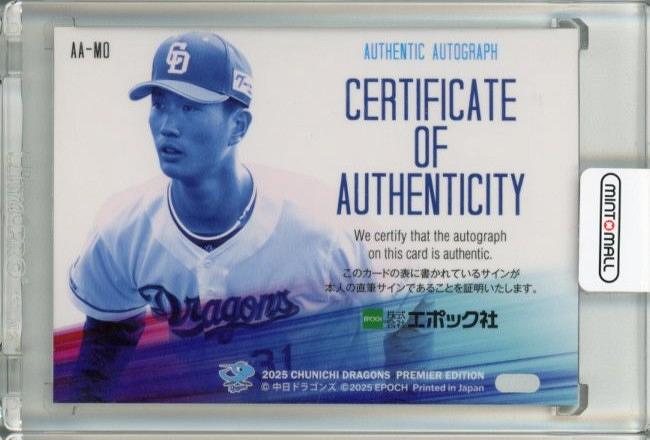 AA-MO
AUTHENTIC AUTOGRAPH
CERTIFICATE
OF
AUTHENTICITY
We certify that the autograph
on this card is authentic.
このカードの表に書かれているサインが
本人の直筆サインであることを証明いたします。
EPOCH 株式会社 エポック社
CD
Dragons
31
MINT MALL
2025 CHUNICHI DRAGONS PREMIER EDITION
© 中日ドラゴンズ ©2025 EPOCH Printed in Japan